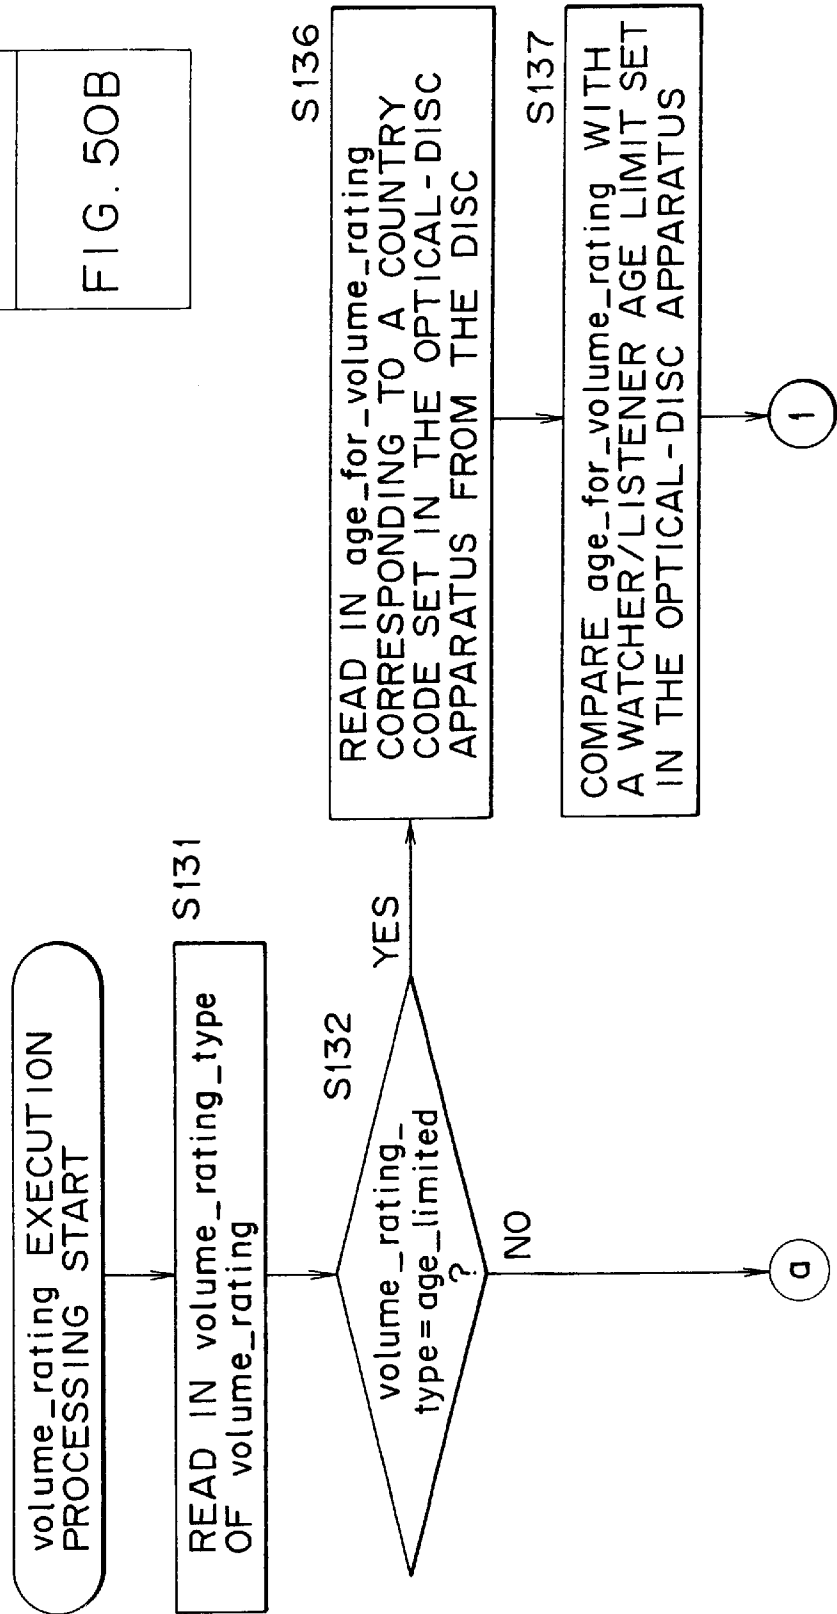 FIG. 50B
volume_rating EXECUTION
PROCESSING START
S131
READ IN volume_rating_type
OF volume_rating
S132
volume_rating_
type=age_limited
?
YES
NO
a
S136
READ IN age_for_volume_rating
CORRESPONDING TO A COUNTRY
CODE SET IN THE OPTICAL-DISC
APPARATUS FROM THE DISC
S137
COMPARE age_for_volume_rating WITH
A WATCHER/LISTENER AGE LIMIT SET
IN THE OPTICAL-DISC APPARATUS
1